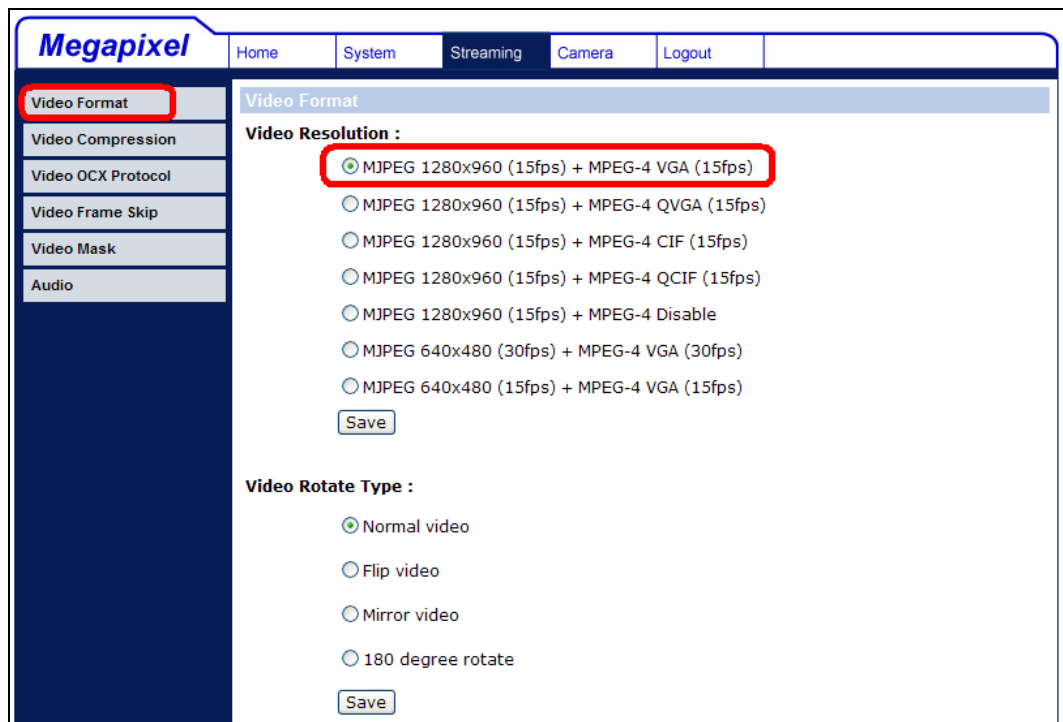 Megapixel
Home System Streaming Camera Logout
Video Format
Video Compression
Video OCX Protocol
Video Frame Skip
Video Mask
Audio
Video Format
Video Resolution :
MJPEG 1280x960 (15fps) + MPEG-4 VGA (15fps)
MJPEG 1280x960 (15fps) + MPEG-4 QVGA (15fps)
MJPEG 1280x960 (15fps) + MPEG-4 CIF (15fps)
MJPEG 1280x960 (15fps) + MPEG-4 QCIF (15fps)
MJPEG 1280x960 (15fps) + MPEG-4 Disable
MJPEG 640x480 (30fps) + MPEG-4 VGA (30fps)
MJPEG 640x480 (15fps) + MPEG-4 VGA (15fps)
Save
Video Rotate Type :
Normal video
Flip video
Mirror video
180 degree rotate
Save